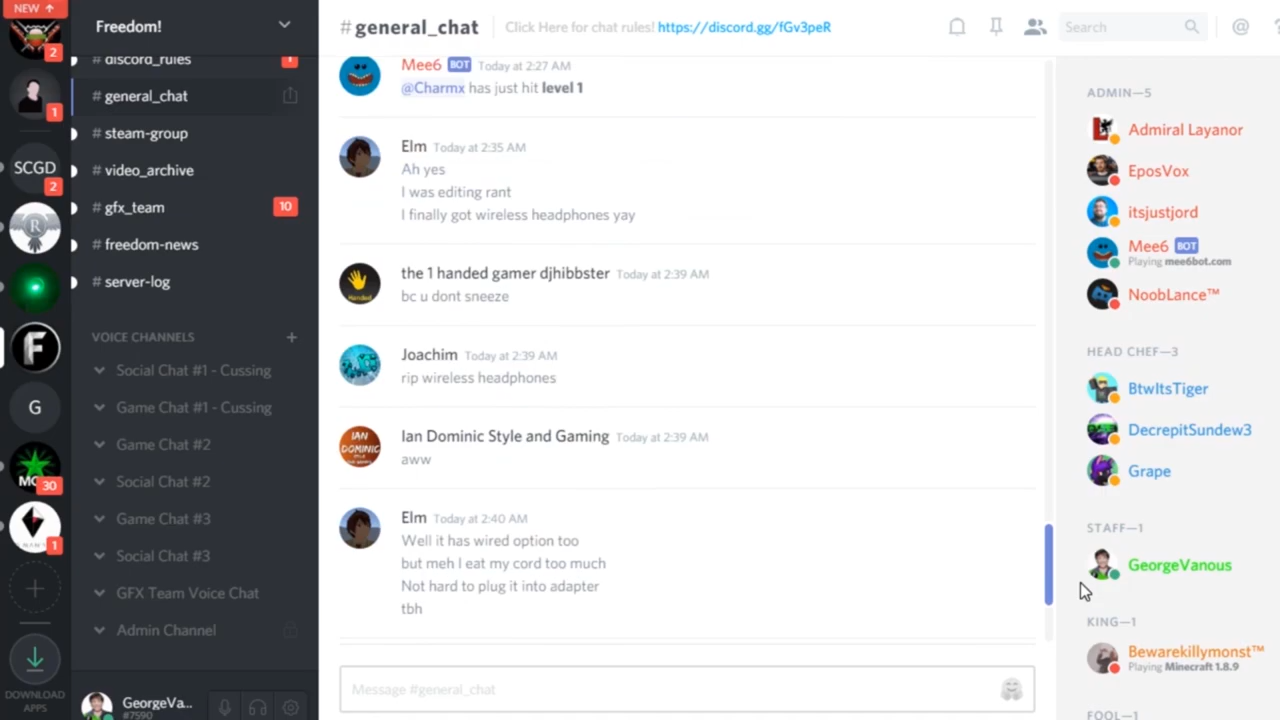 NEW ↑
2
1
SCGD
2
R
F
G
30
1
DOWNLOAD
APPS
Freedom!
discord_rules
1
# general_chat
# steam-group
# video_archive
# gfx_team
10
# freedom-news
# server-log
VOICE CHANNELS
+
Social Chat #1 - Cussing
Game Chat #1 - Cussing
Game Chat #2
Social Chat #2
Game Chat #3
Social Chat #3
GFX Team Voice Chat
Admin Channel
GeorgeVa...
#7590
# general_chat
Click Here for chat rules! https://discord.gg/fGv3peR
Search
@
Mee6 BOT Today at 2:27 AM
@Charmx has just hit level 1
Elm Today at 2:35 AM
Ah yes
I was editing rant
I finally got wireless headphones yay
the 1 handed gamer djhibbster Today at 2:39 AM
bc u dont sneeze
Joachim Today at 2:39 AM
rip wireless headphones
IAN
DOMINIC
Ian Dominic Style and Gaming Today at 2:39 AM
aww
Elm Today at 2:40 AM
Well it has wired option too
but meh I eat my cord too much
Not hard to plug it into adapter
tbh
Message #general_chat
ADMIN—5
Admiral Layanor
EposVox
itsjustjord
Mee6 BOT
Playing mee6bot.com
NoobLance™
HEAD CHEF—3
BtwItsTiger
DecrepitSundew3
Grape
STAFF—1
GeorgeVanous
KING—1
Bewarekillymonst™
Playing Minecraft 1.8.9
FOOL—1